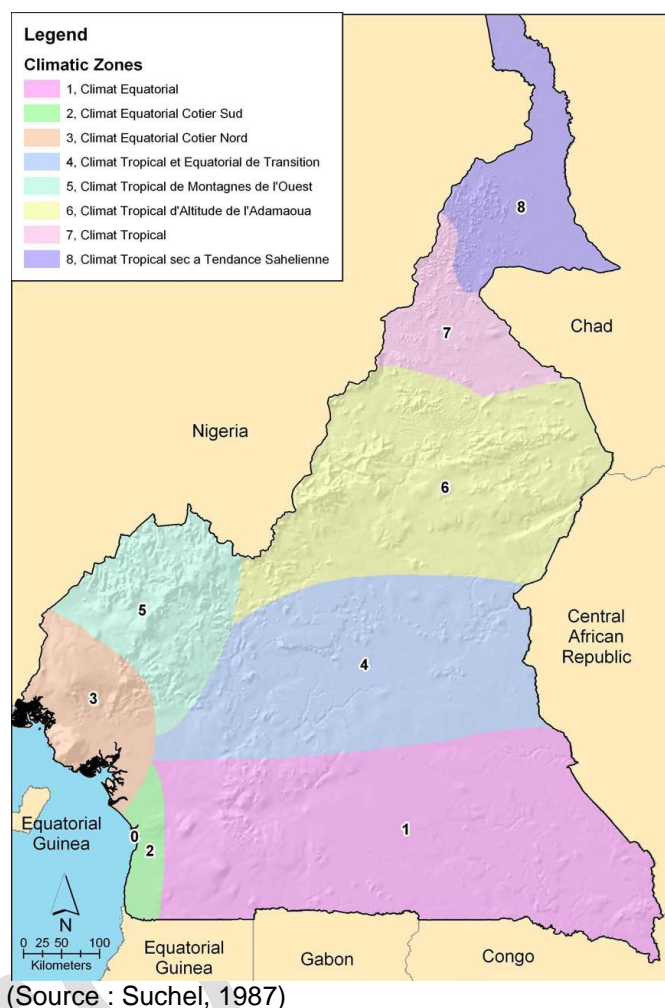 Legend
Climatic Zones
1, Climat Equatorial
2, Climat Equatorial Cotier Sud
3, Climat Equatorial Cotier Nord
4, Climat Tropical et Equatorial de Transition
5, Climat Tropical de Montagnes de l'Ouest
6, Climat Tropical d'Altitude de l'Adamaoua
7, Climat Tropical
8, Climat Tropical sec a Tendance Sahelienne
8
Chad
7
Nigeria
6
5
Central
African
Republic
4
3
Equatorial
Guinea
0
2
1
N
0 25 50 100
Kilometers
Equatorial
Guinea
Gabon
Congo
(Source : Suchel, 1987)